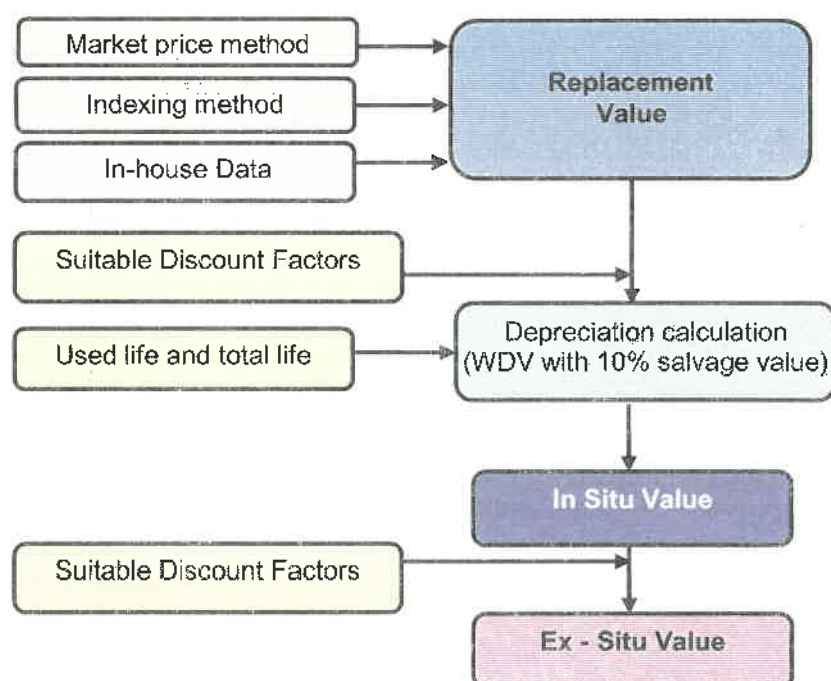 Market price method
Indexing method
In-house Data
Replacement
Value
Suitable Discount Factors
Used life and total life
Depreciation calculation
(WDV with 10% salvage value)
In Situ Value
Suitable Discount Factors
Ex - Situ Value